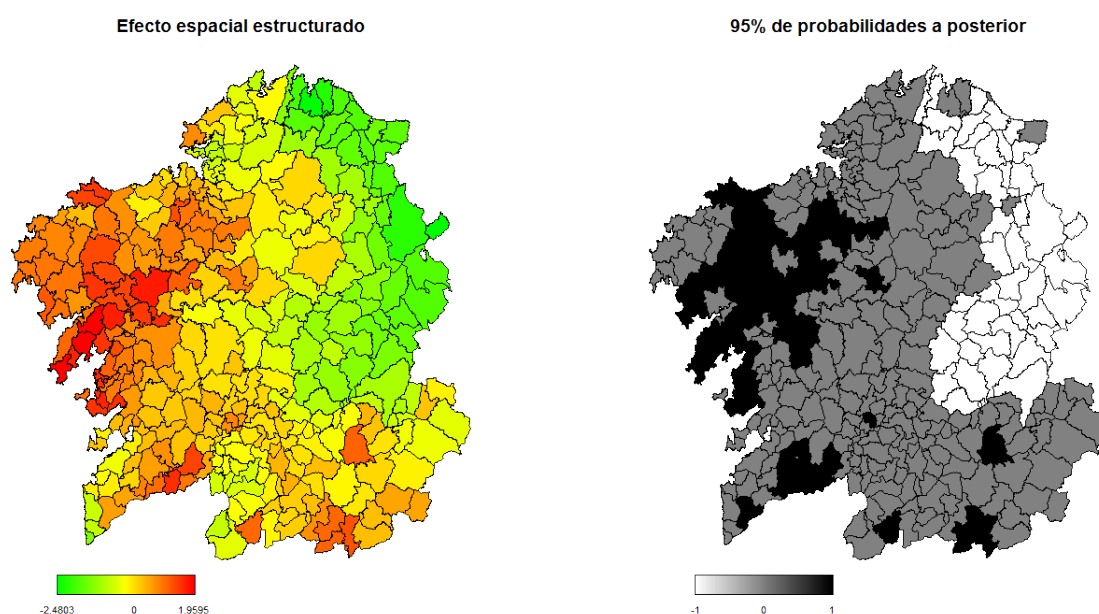 Efecto espacial estructurado
95% de probabilidades a posterior
-2.4803 0 1.9595
-1 0 1